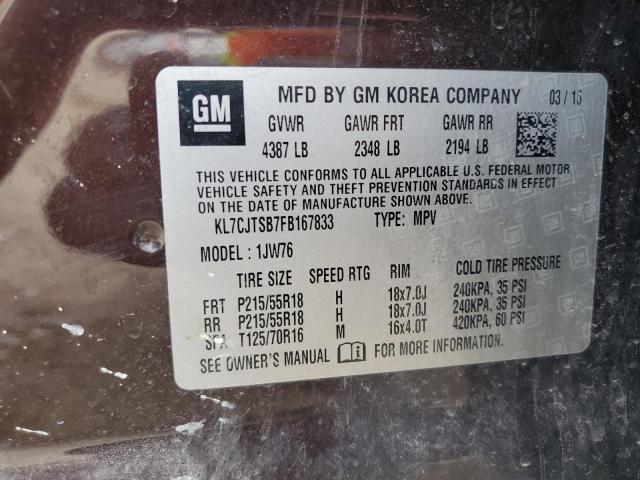 GM MFD BY GM KOREA COMPANY 03/15
GVWR GAWR FRT GAWR RR
4387 LB 2348 LB 2194 LB
THIS VEHICLE CONFORMS TO ALL APPLICABLE U.S. FEDERAL MOTOR
VEHICLE SAFETY AND THEFT PREVENTION STANDARDS IN EFFECT
ON THE DATE OF MANUFACTURE SHOWN ABOVE.
KL7CJTSB7FB167833 TYPE: MPV
MODEL: 1JW76
TIRE SIZE SPEED RTG RIM COLD TIRE PRESSURE
FRT P215/55R18 H 18x7.0J 240KPA, 35 PSI
RR P215/55R18 H 18x7.0J 240KPA, 35 PSI
SPA T125/70R16 M 16x4.0T 420KPA, 60 PSI
SEE OWNER'S MANUAL FOR MORE INFORMATION.